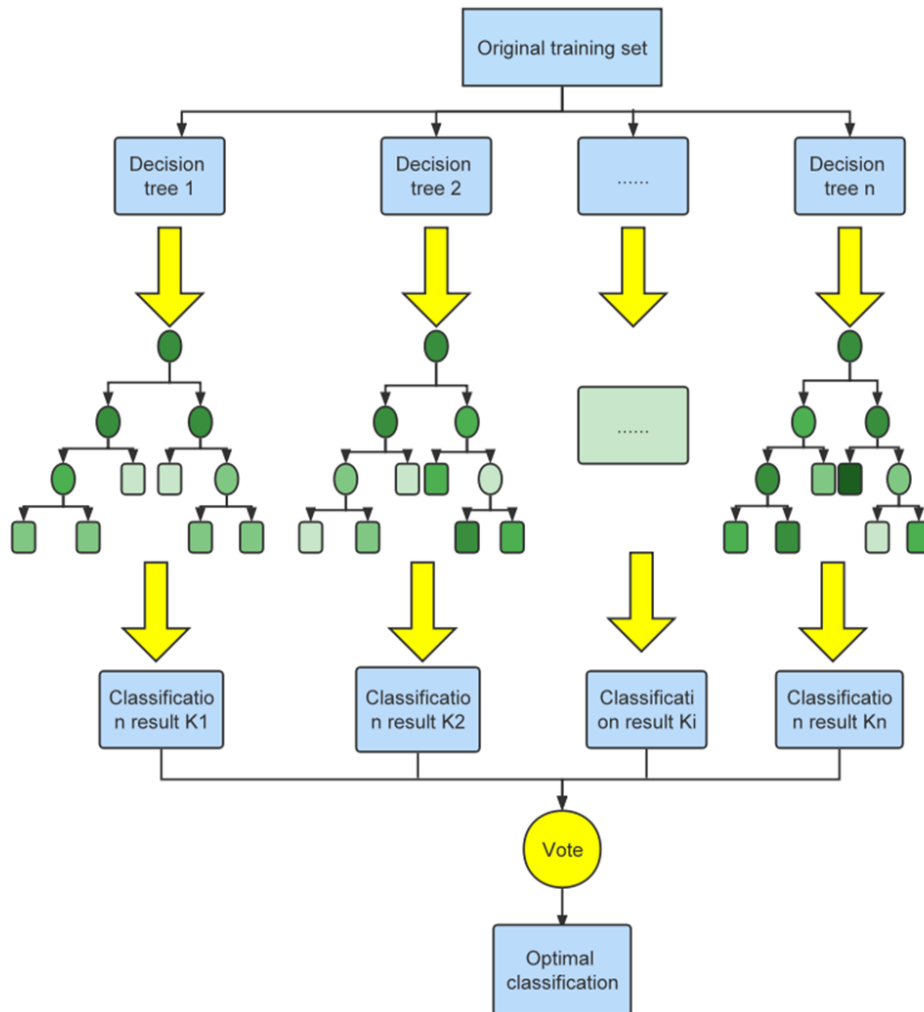 Original training set
Decision
tree 1
Decision
tree 2
......
Decision
tree n
......
Classificatio
n result K1
Classificatio
n result K2
Classificati
on result Ki
Classificatio
n result Kn
Vote
Optimal
classification